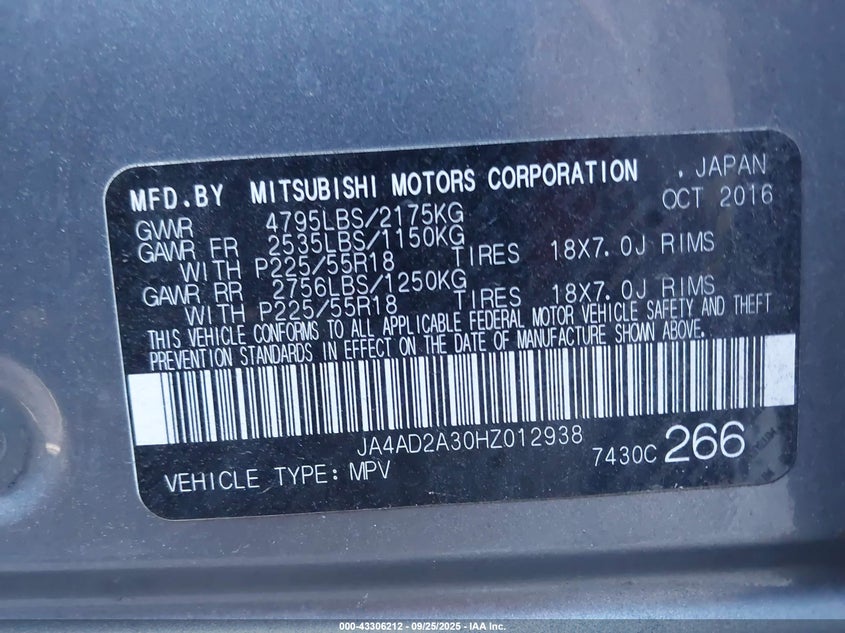 MFD.BY MITSUBISHI MOTORS CORPORATION . JAPAN
OCT 2016
GWWR 4795LBS/2175KG
GAWR FR 2535LBS/1150KG
WITH P225/55R18 TIRES 18X7.0J RIMS
GAWR RR 2756LBS/1250KG
WITH P225/55R18 TIRES 18X7.0J RIMS
THIS VEHICLE CONFORMS TO ALL APPLICABLE FEDERAL MOTOR VEHICLE SAFETY AND THEFT
PREVENTION STANDARDS IN EFFECT ON THE DATE OF MANUFACTURE SHOWN ABOVE.
JA4AD2A30HZ012938
7430C 266
VEHICLE TYPE: MPV
000-43306212 - 09/25/2025 - IAA Inc.